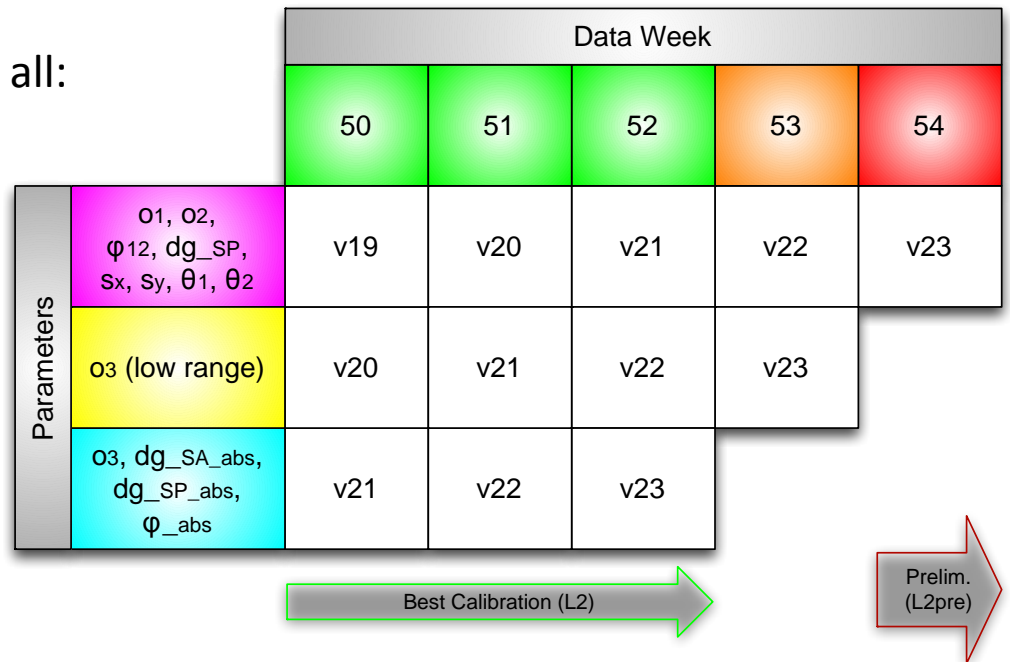 all:
Data Week
50 51 52 53 54
Parameters
o1, o2,
φ12, dg_SP,
sx, sy, θ1, θ2
v19 v20 v21 v22 v23
o3 (low range)
v20 v21 v22 v23
o3, dg_SA_abs,
dg_SP_abs,
φ_abs
v21 v22 v23
Best Calibration (L2)
Prelim.
(L2pre)